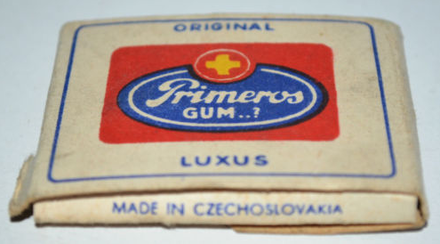 ORIGINAL
Primeros
GUM..?
LUXUS
MADE IN CZECHOSLOVAKIA